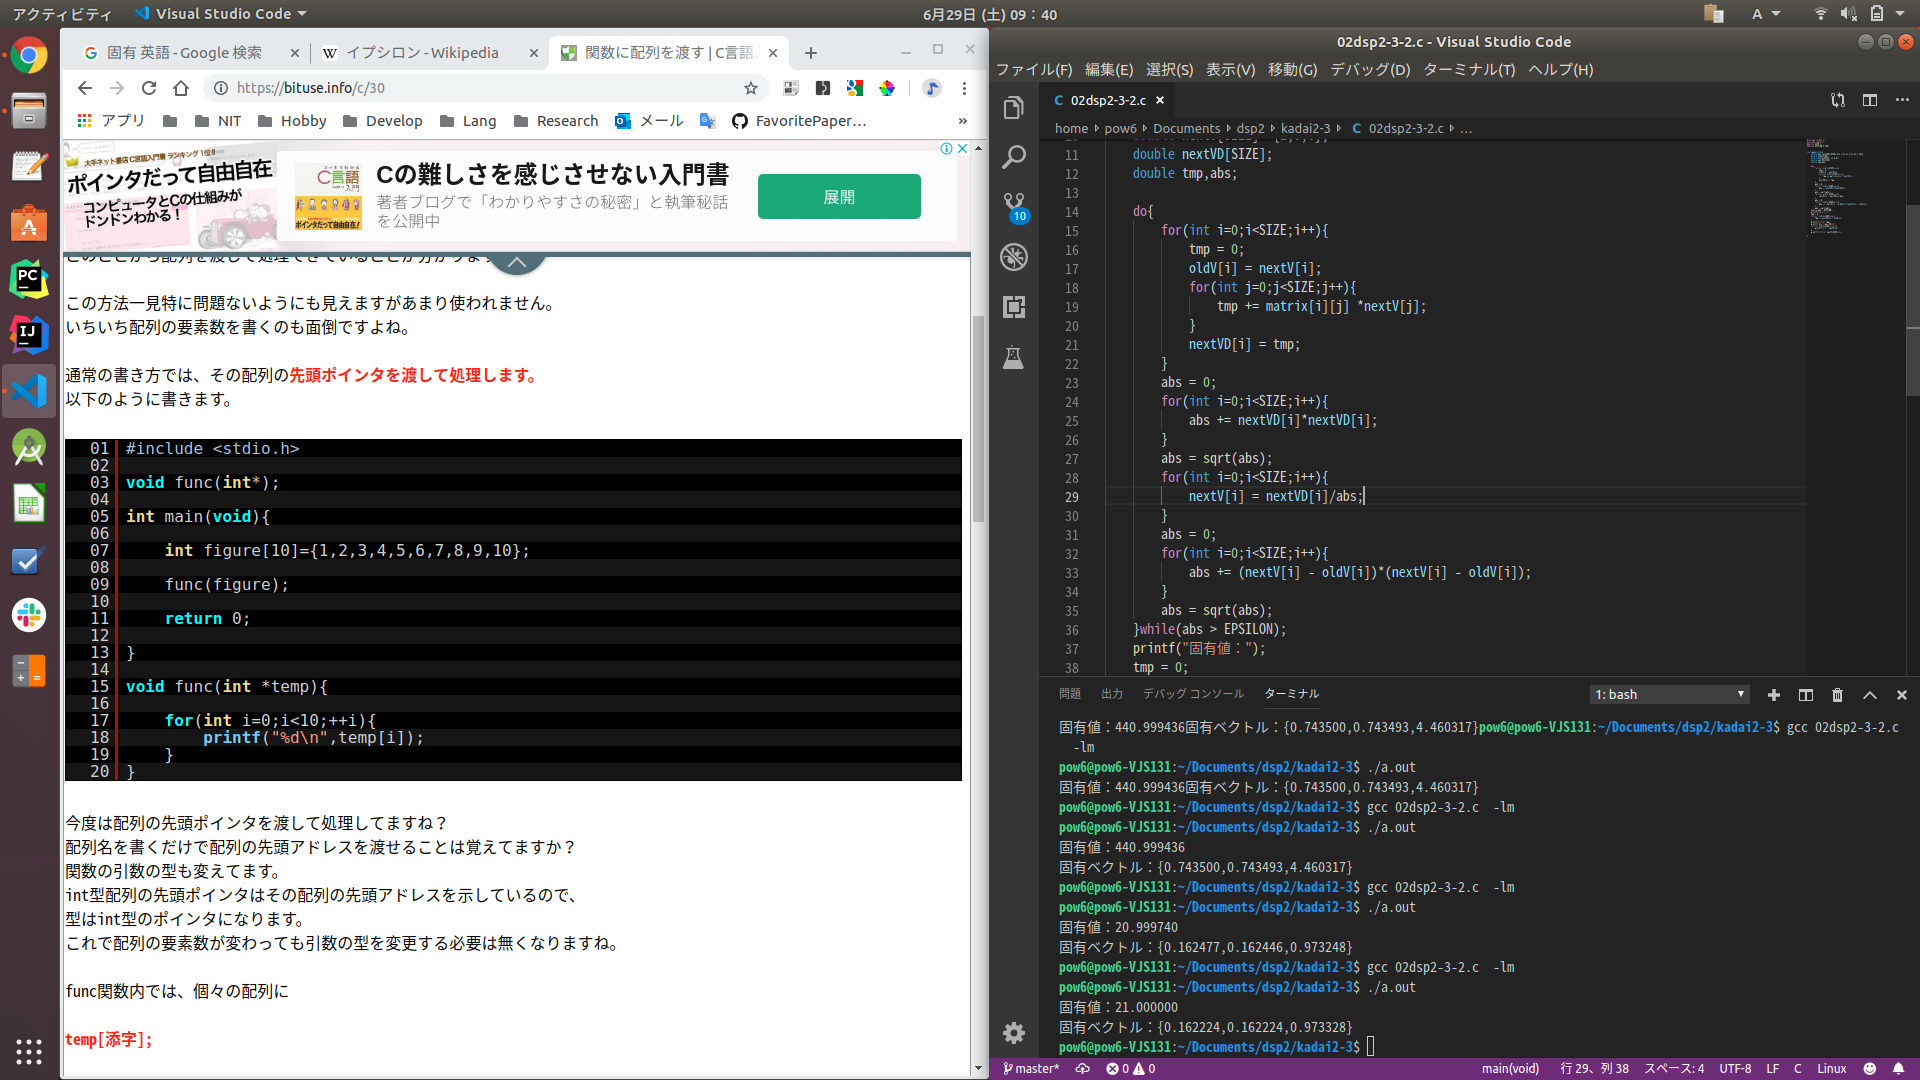 アクティビティ
Visual Studio Code
6月29日 (土) 09：40
A
固有 英語 - Google 検索
イプシロン - Wikipedia
関数に配列を渡す | C言語
https://bituse.info/c/30
アプリ
NIT
Hobby
Develop
Lang
Research
メール
FavoritePaper…
»
大手ネット書店 C言語入門書 ランキング1位!
ポインタだって自由自在
コンピュータとCの仕組みが
ドンドンわかる！
C言語
入門
ポインタだって自由自在!
Cの難しさを感じさせない入門書
著者ブログで「わかりやすさの秘密」と執筆秘話
を公開中
展開
この方法一見特に問題ないようにも見えますがあまり使われません。
いちいち配列の要素数を書くのも面倒ですよね。
通常の書き方では、その配列の先頭ポインタを渡して処理します。
以下のように書きます。
01 #include <stdio.h>
02
03 void func(int*);
04
05 int main(void){
06
07 int figure[10]={1,2,3,4,5,6,7,8,9,10};
08
09 func(figure);
10
11 return 0;
12
13 }
14
15 void func(int *temp){
16
17 for(int i=0;i<10;++i){
18 printf("%d\n",temp[i]);
19 }
20 }
今度は配列の先頭ポインタを渡して処理してますね？
配列名を書くだけで配列の先頭アドレスを渡せることは覚えてますか？
関数の引数の型も変えてます。
int型配列の先頭ポインタはその配列の先頭アドレスを示しているので、
型はint型のポインタになります。
これで配列の要素数が変わっても引数の型を変更する必要は無くなりますね。
func関数内では、個々の配列に
temp[添字];
02dsp2-3-2.c - Visual Studio Code
ファイル(F) 編集(E) 選択(S) 表示(V) 移動(G) デバッグ(D) ターミナル(T) ヘルプ(H)
C 02dsp2-3-2.c ×
home › pow6 › Documents › dsp2 › kadai2-3 › C 02dsp2-3-2.c › …
10
11 double nextVD[SIZE];
12 double tmp,abs;
13
14 do{
15 for(int i=0;i<SIZE;i++){
16 tmp = 0;
17 oldV[i] = nextV[i];
18 for(int j=0;j<SIZE;j++){
19 tmp += matrix[i][j] *nextV[j];
20 }
21 nextVD[i] = tmp;
22 }
23 abs = 0;
24 for(int i=0;i<SIZE;i++){
25 abs += nextVD[i]*nextVD[i];
26 }
27 abs = sqrt(abs);
28 for(int i=0;i<SIZE;i++){
29 nextV[i] = nextVD[i]/abs;
30 }
31 abs = 0;
32 for(int i=0;i<SIZE;i++){
33 abs += (nextV[i] - oldV[i])*(nextV[i] - oldV[i]);
34 }
35 abs = sqrt(abs);
36 }while(abs > EPSILON);
37 printf("固有値：");
38 tmp = 0;
問題 出力 デバッグ コンソール ターミナル
1: bash
固有値：440.999436固有ベクトル：{0.743500,0.743493,4.460317}pow6@pow6-VJS131:~/Documents/dsp2/kadai2-3$ gcc 02dsp2-3-2.c
-lm
pow6@pow6-VJS131:~/Documents/dsp2/kadai2-3$ ./a.out
固有値：440.999436固有ベクトル：{0.743500,0.743493,4.460317}
pow6@pow6-VJS131:~/Documents/dsp2/kadai2-3$ gcc 02dsp2-3-2.c -lm
pow6@pow6-VJS131:~/Documents/dsp2/kadai2-3$ ./a.out
固有値：440.999436
固有ベクトル：{0.743500,0.743493,4.460317}
pow6@pow6-VJS131:~/Documents/dsp2/kadai2-3$ gcc 02dsp2-3-2.c -lm
pow6@pow6-VJS131:~/Documents/dsp2/kadai2-3$ ./a.out
固有値：20.999740
固有ベクトル：{0.162477,0.162446,0.973248}
pow6@pow6-VJS131:~/Documents/dsp2/kadai2-3$ gcc 02dsp2-3-2.c -lm
pow6@pow6-VJS131:~/Documents/dsp2/kadai2-3$ ./a.out
固有値：21.000000
固有ベクトル：{0.162224,0.162224,0.973328}
pow6@pow6-VJS131:~/Documents/dsp2/kadai2-3$
master* 0 0 main(void) 行 29、列 38 スペース: 4 UTF-8 LF C Linux